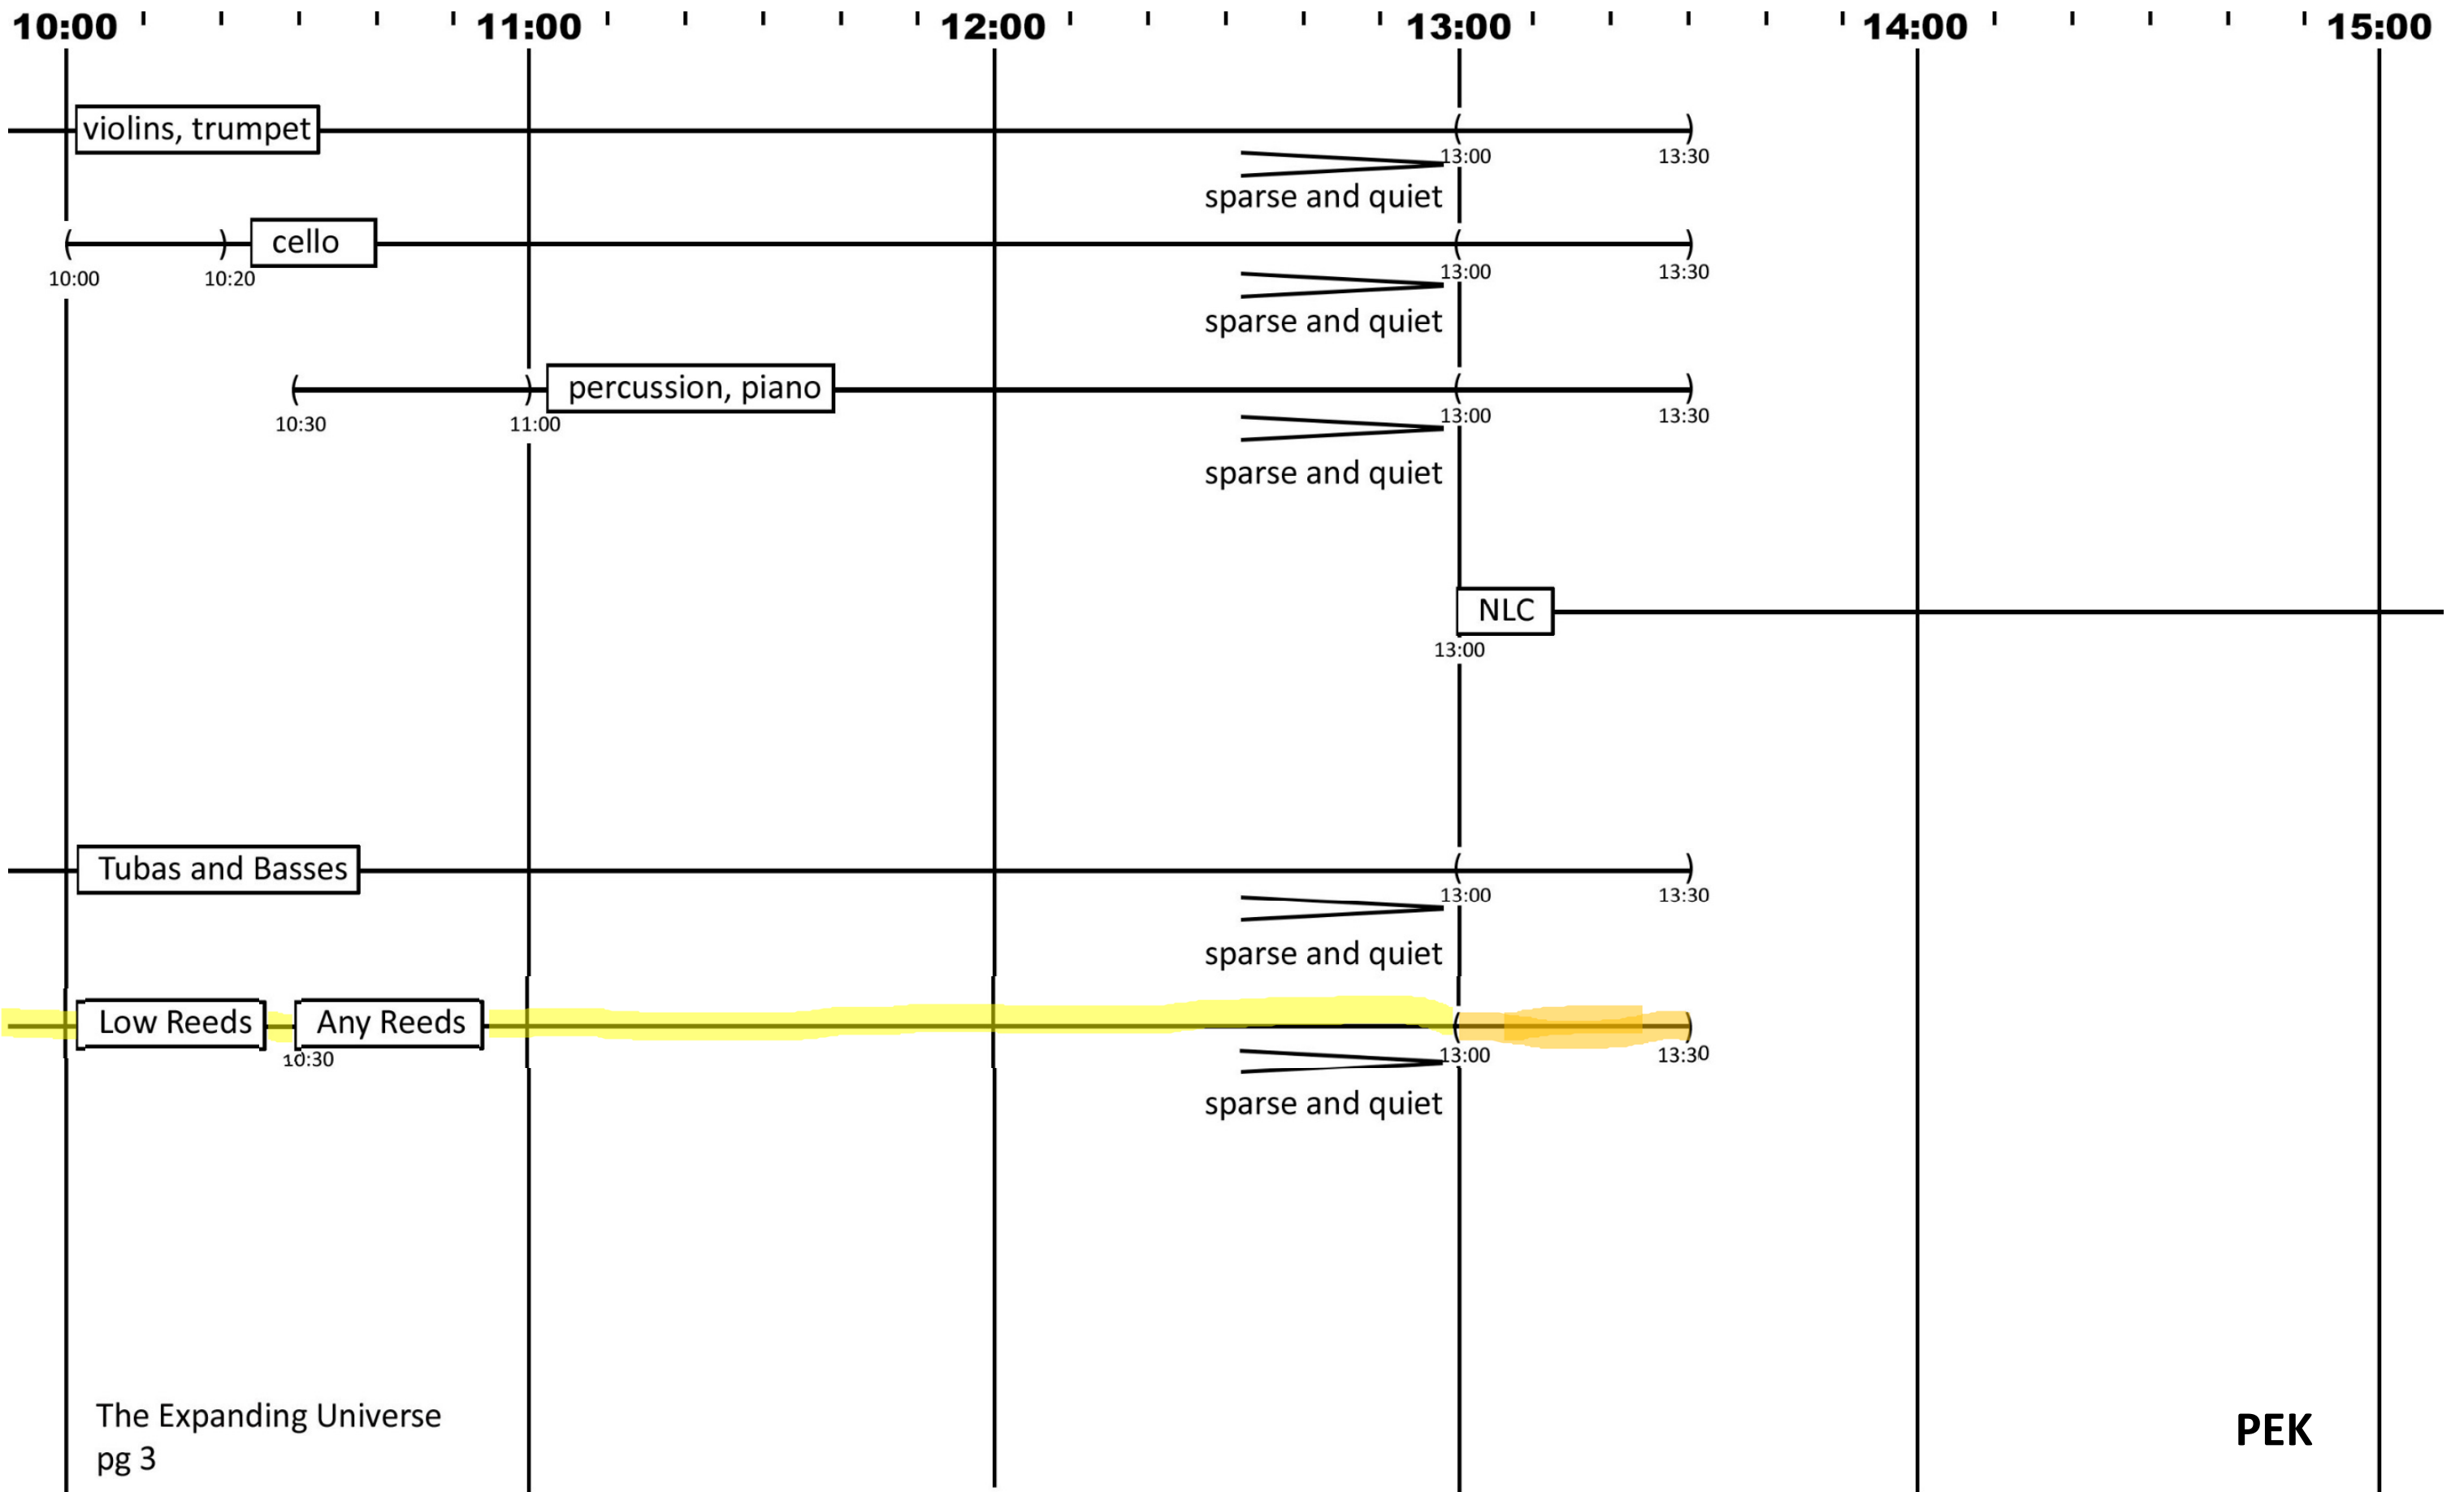 10:00 11:00 12:00 13:00 14:00 15:00
violins, trumpet
13:00 13:30
sparse and quiet
cello
10:00 10:20 13:00 13:30
sparse and quiet
percussion, piano
10:30 11:00 13:00 13:30
sparse and quiet
NLC
13:00
Tubas and Basses
13:00 13:30
sparse and quiet
Low Reeds Any Reeds
10:30 13:00 13:30
sparse and quiet
The Expanding Universe
pg 3
PEK